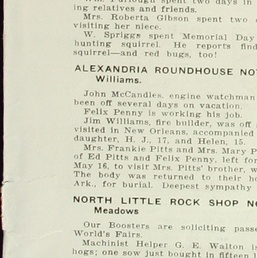 ing relatives and friends.
Mrs. Roberta Gibson spent two
visiting her niece.
W. Spriggs spent Memorial Day
hunting squirrel. He reports find
squirrel—and red bugs, too!
ALEXANDRIA ROUNDHOUSE NO
Williams.
John McCandles, engine watchman
been off several days on vacation.
Felix Penny is working his job.
Jim Williams, fire builder, was off
visited in New Orleans, accompanied
daughter, H. J., 17, and Helen, 15.
Mrs. Frankie Pitts and Mrs. Mary P
of Ed Pitts and Felix Penny, left for
May 16, to visit Mrs. Pitts' brother, w
The body was returned to their ho
Ark., for burial. Deepest sympathy
NORTH LITTLE ROCK SHOP N
Meadows
Our Boosters are soliciting passe
World's Fairs.
Machinist Helper G. E. Walton is
hogs; one sow just bought in fifteen